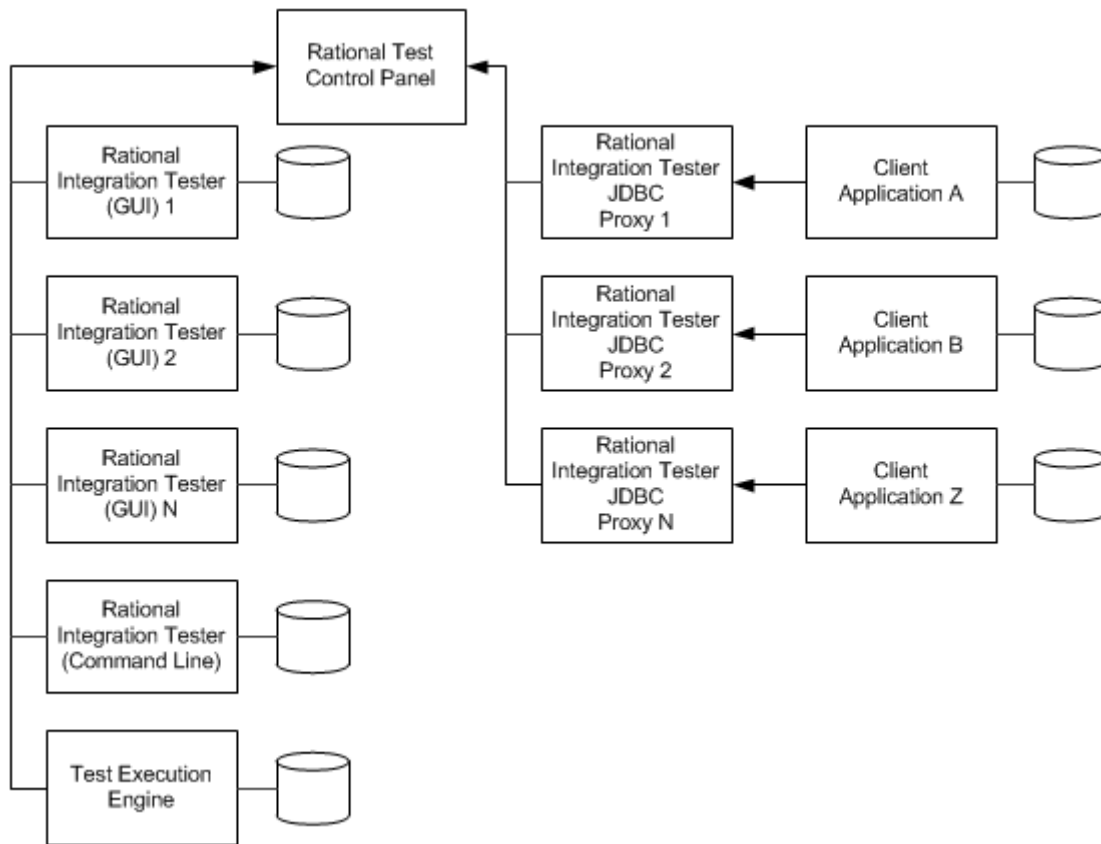 Rational Test
Control Panel
Rational
Integration Tester
(GUI) 1
Rational
Integration Tester
JDBC
Proxy 1
Client
Application A
Rational
Integration Tester
(GUI) 2
Rational
Integration Tester
JDBC
Proxy 2
Client
Application B
Rational
Integration Tester
(GUI) N
Rational
Integration Tester
JDBC
Proxy N
Client
Application Z
Rational
Integration Tester
(Command Line)
Test Execution
Engine